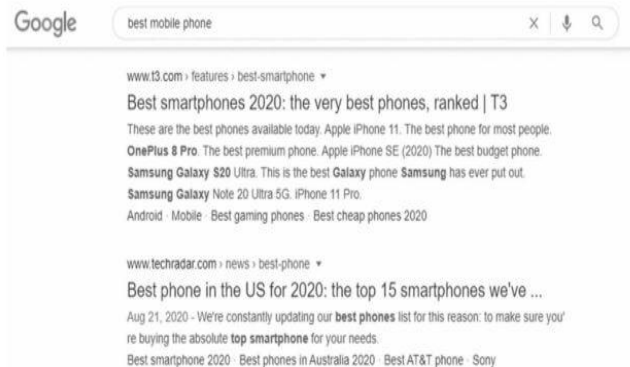 Google
best mobile phone
www.t3.com › features › best-smartphone
Best smartphones 2020: the very best phones, ranked | T3
These are the best phones available today. Apple iPhone 11. The best phone for most people.
OnePlus 8 Pro. The best premium phone. Apple iPhone SE (2020) The best budget phone.
Samsung Galaxy S20 Ultra. This is the best Galaxy phone Samsung has ever put out.
Samsung Galaxy Note 20 Ultra 5G. iPhone 11 Pro.
Android · Mobile · Best gaming phones · Best cheap phones 2020
www.techradar.com › news › best-phone
Best phone in the US for 2020: the top 15 smartphones we've ...
Aug 21, 2020 - We're constantly updating our best phones list for this reason: to make sure you'
re buying the absolute top smartphone for your needs.
Best smartphone 2020 · Best phones in Australia 2020 · Best AT&T phone · Sony